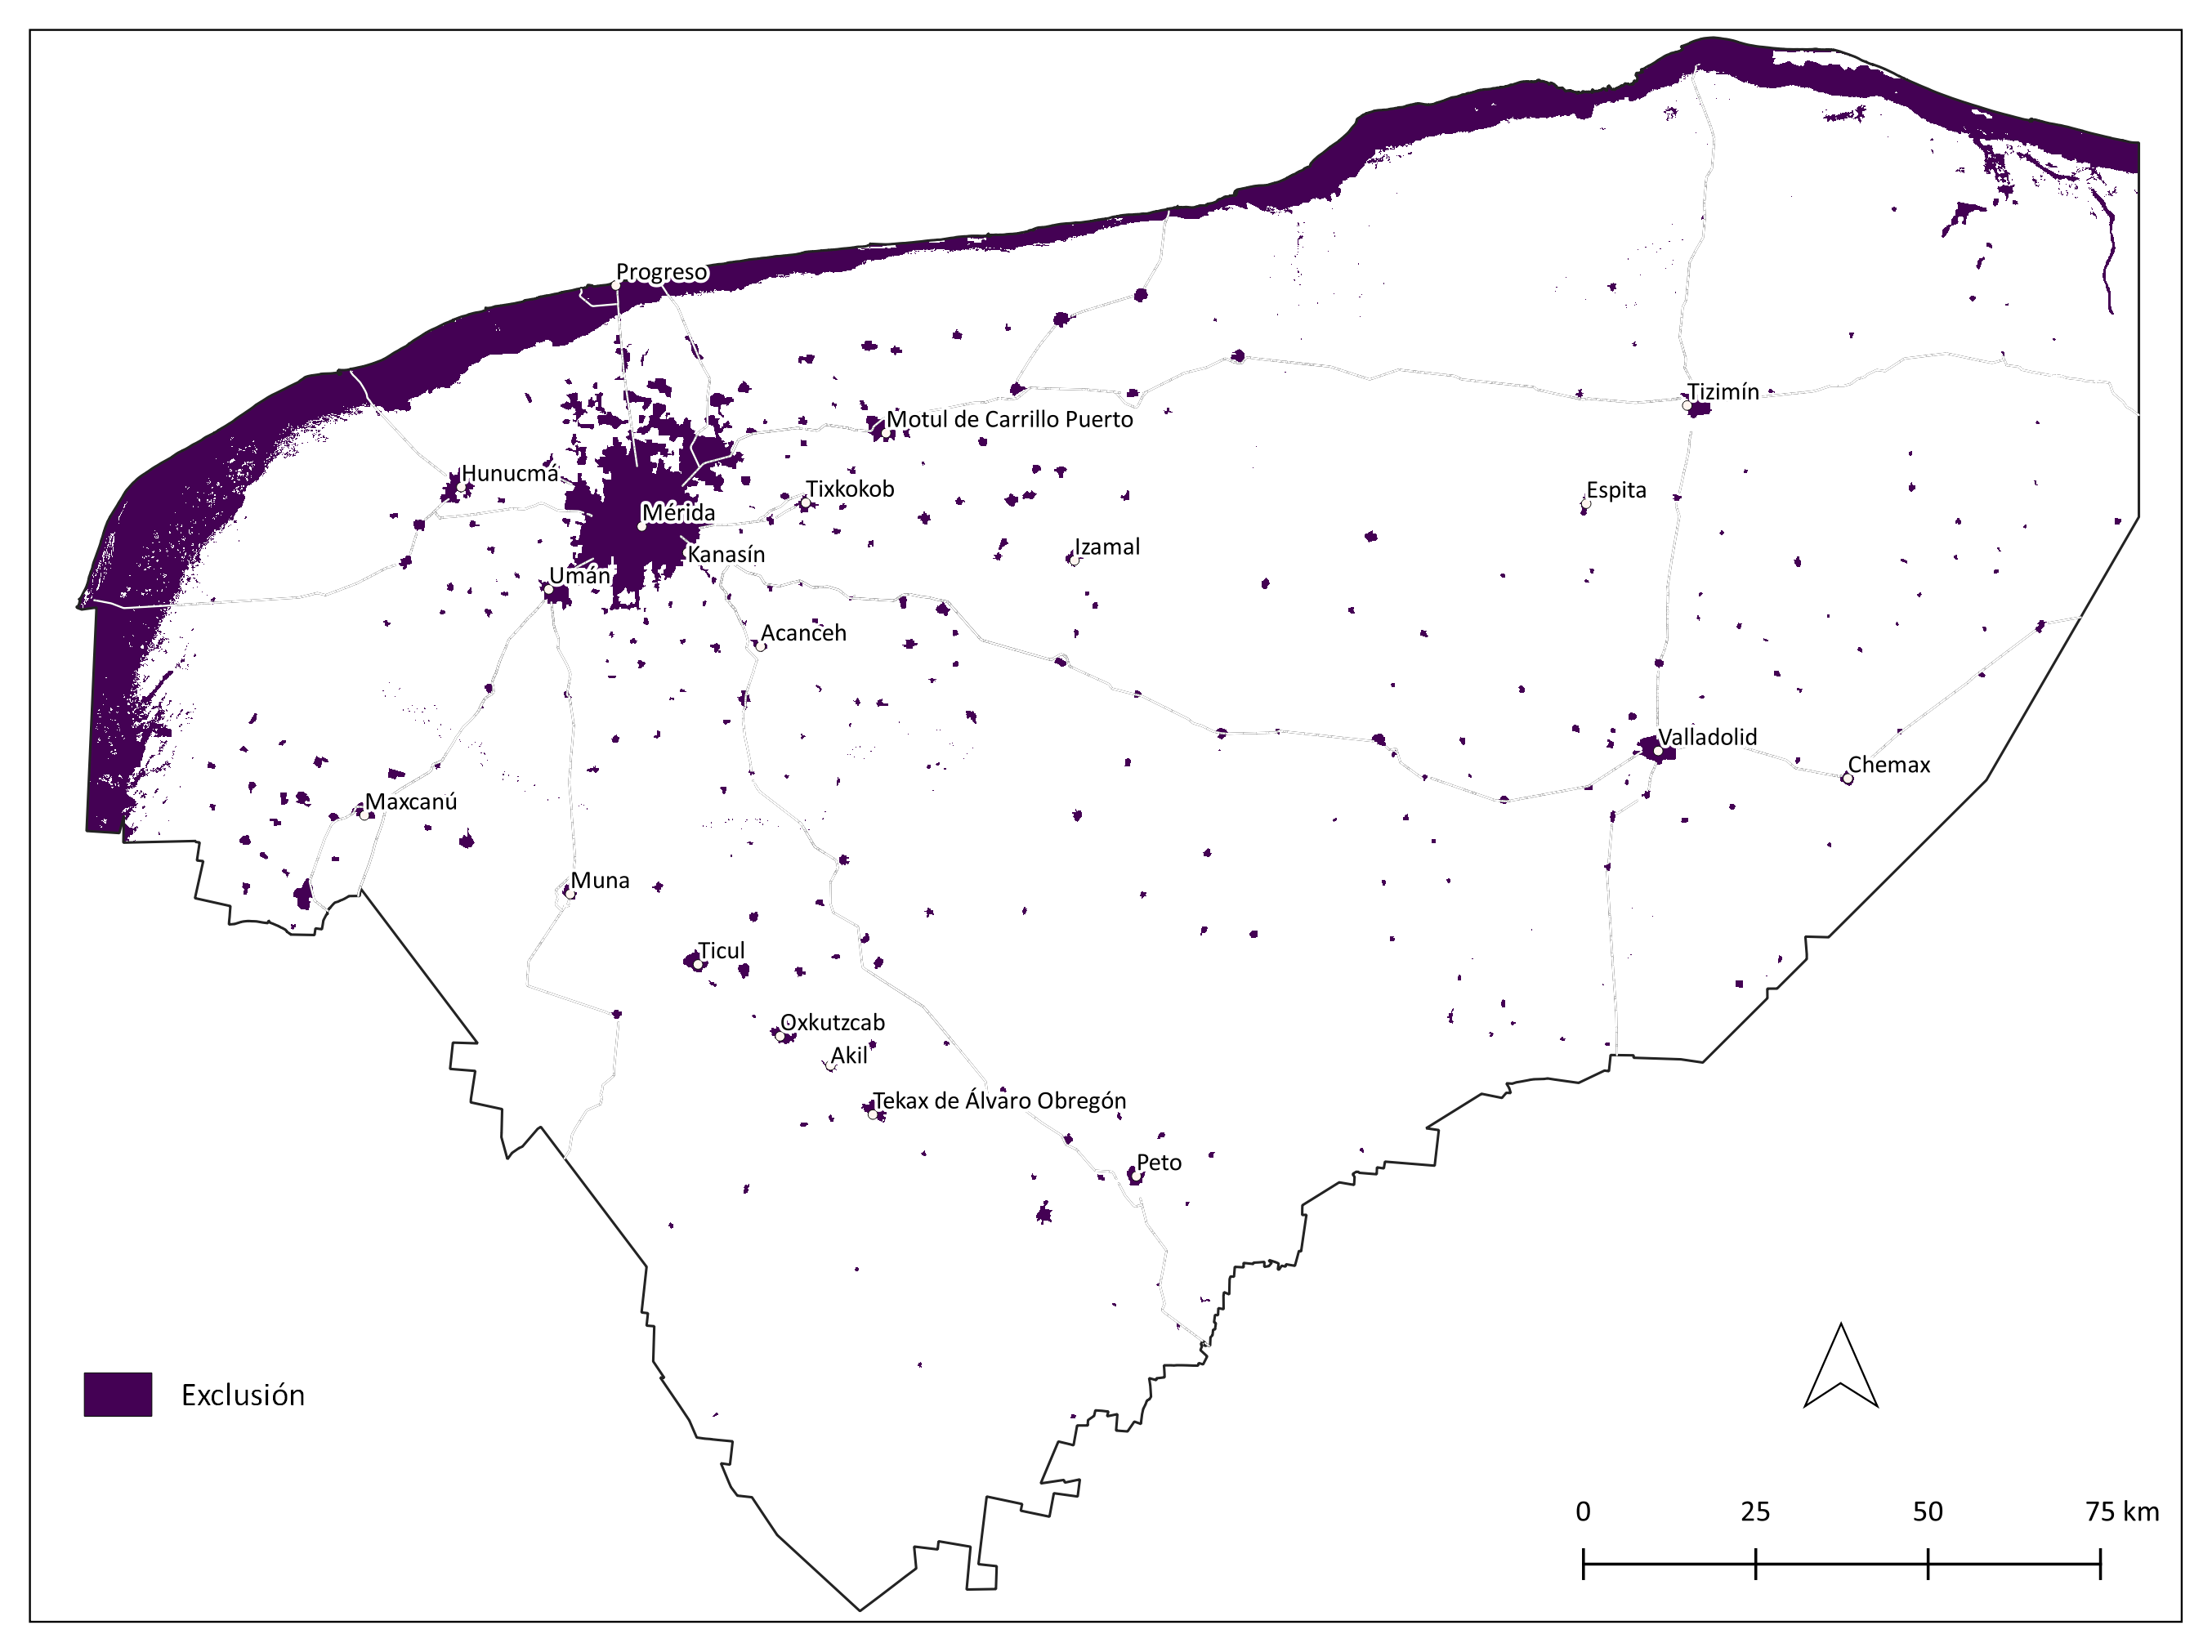 Progreso
Tizimín
Motul de Carrillo Puerto
Hunucmá
Tixkokob
Espita
Mérida
Izamal
Kanasín
Umán
Acanceh
Valladolid
Chemax
Maxcanú
Muna
Ticul
Oxkutzcab
Akil
Tekax de Álvaro Obregón
Peto
Exclusión
0 25 50 75 km